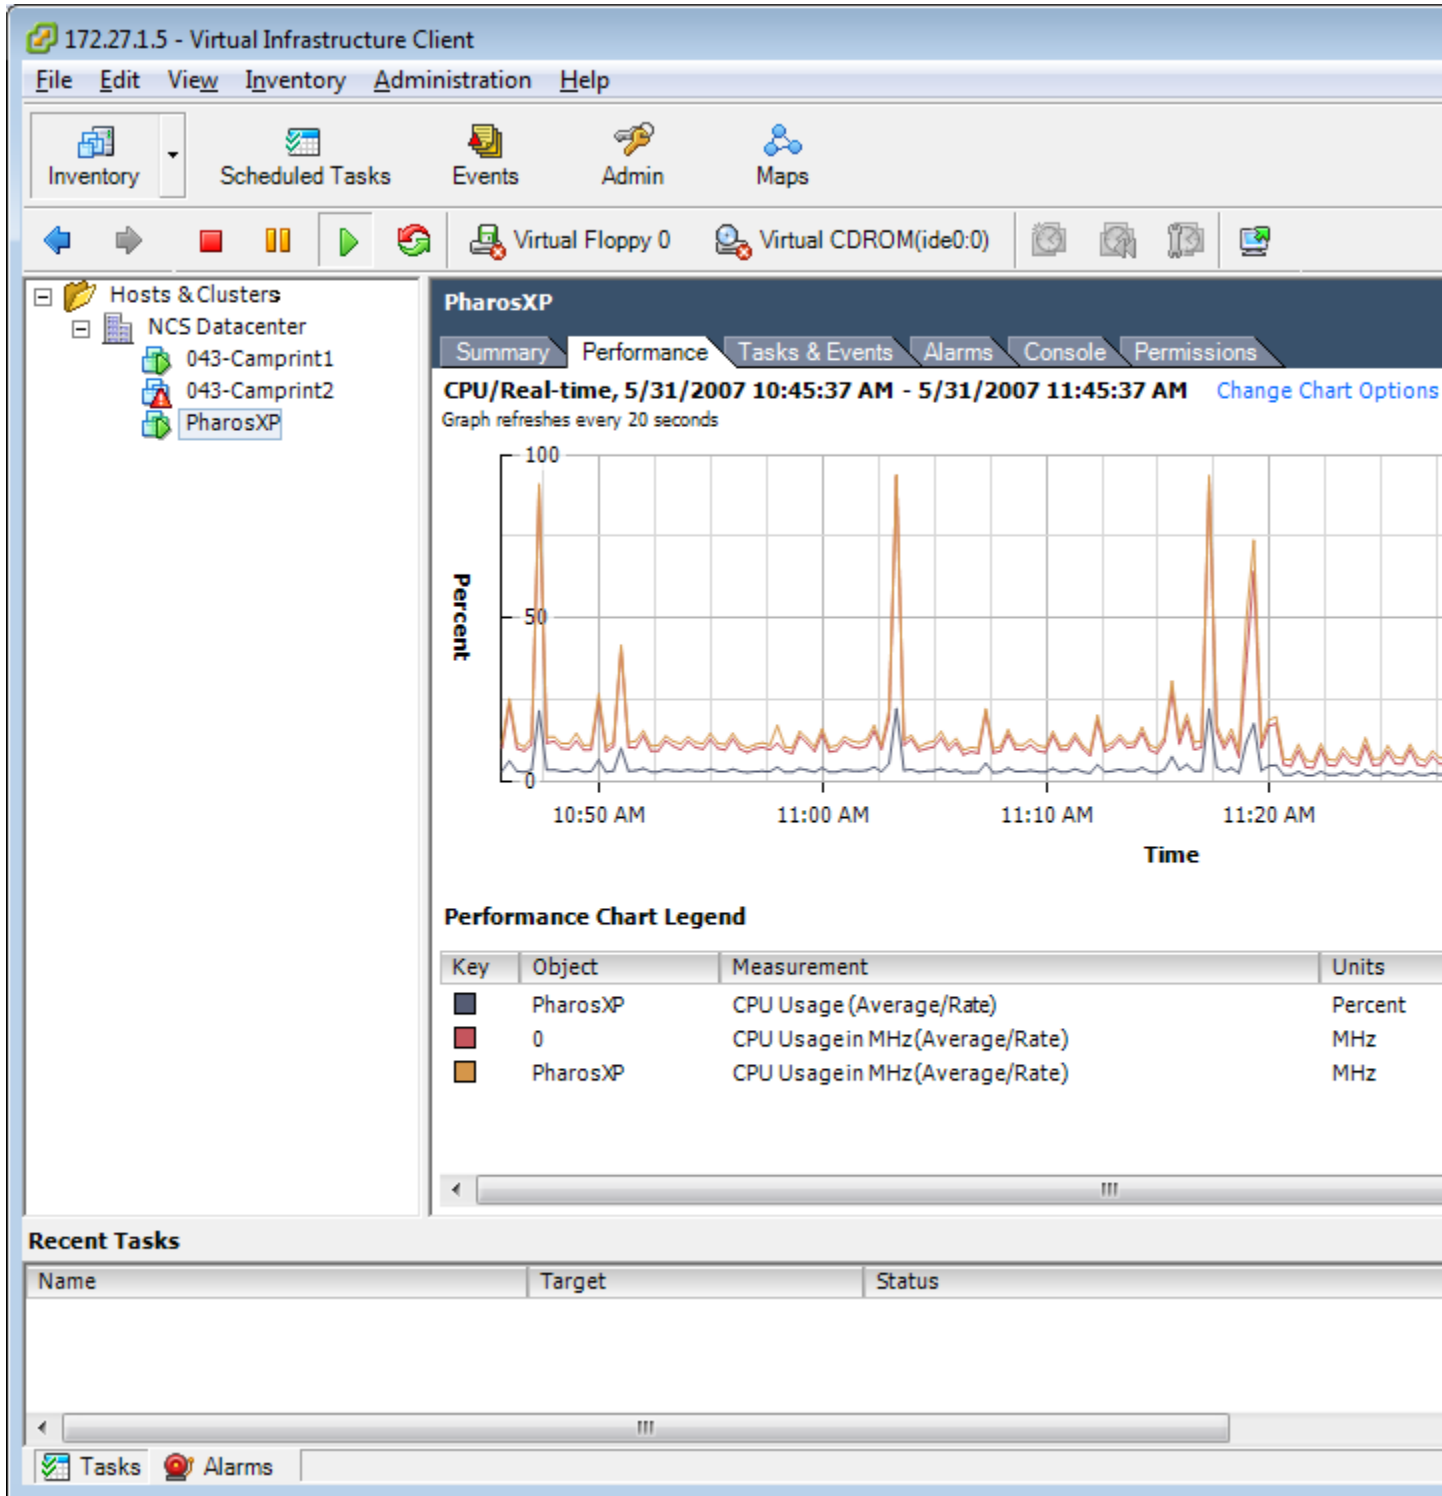 172.27.1.5 - Virtual Infrastructure Client
File Edit View Inventory Administration Help
Inventory Scheduled Tasks Events Admin Maps
Virtual Floppy 0 Virtual CDROM(ide0:0)
Hosts & Clusters
NCS Datacenter
043-Camprint1
043-Camprint2
PharosXP
PharosXP
Summary Performance Tasks & Events Alarms Console Permissions
CPU/Real-time, 5/31/2007 10:45:37 AM - 5/31/2007 11:45:37 AM Change Chart Options
Graph refreshes every 20 seconds
100
Percent
50
0
10:50 AM 11:00 AM 11:10 AM 11:20 AM
Time
Performance Chart Legend
Key Object Measurement Units
PharosXP CPU Usage (Average/Rate) Percent
0 CPU Usage in MHz (Average/Rate) MHz
PharosXP CPU Usage in MHz (Average/Rate) MHz
Recent Tasks
Name Target Status
Tasks Alarms